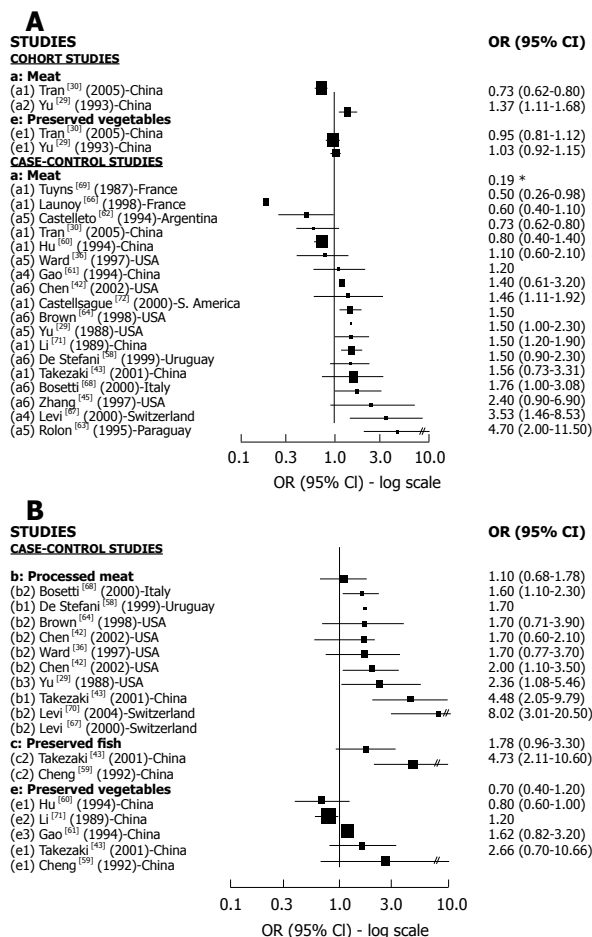 A
STUDIES
COHORT STUDIES
a: Meat
(a1) Tran [30] (2005)-China
(a2) Yu [29] (1993)-China
e: Preserved vegetables
(e1) Tran [30] (2005)-China
(e1) Yu [29] (1993)-China
CASE-CONTROL STUDIES
a: Meat
(a1) Tuyns [69] (1987)-France
(a1) Launoy [66] (1998)-France
(a5) Castelleto [62] (1994)-Argentina
(a1) Tran [30] (2005)-China
(a1) Hu [60] (1994)-China
(a5) Ward [36] (1997)-USA
(a4) Gao [61] (1994)-China
(a6) Chen [42] (2002)-USA
(a1) Castellsague [72] (2000)-S. America
(a6) Brown [64] (1998)-USA
(a5) Yu [29] (1988)-USA
(a1) Li [71] (1989)-China
(a6) De Stefani [58] (1999)-Uruguay
(a1) Takezaki [43] (2001)-China
(a6) Bosetti [68] (2000)-Italy
(a6) Zhang [45] (1997)-USA
(a4) Levi [67] (2000)-Switzerland
(a5) Rolon [63] (1995)-Paraguay
OR (95% CI)
0.73 (0.62-0.80)
1.37 (1.11-1.68)
0.95 (0.81-1.12)
1.03 (0.92-1.15)
0.19 *
0.50 (0.26-0.98)
0.60 (0.40-1.10)
0.73 (0.62-0.80)
0.80 (0.40-1.40)
1.10 (0.60-2.10)
1.20
1.40 (0.61-3.20)
1.46 (1.11-1.92)
1.50
1.50 (1.00-2.30)
1.50 (1.20-1.90)
1.50 (0.90-2.30)
1.56 (0.73-3.31)
1.76 (1.00-3.08)
2.40 (0.90-6.90)
3.53 (1.46-8.53)
4.70 (2.00-11.50)
0.1 0.3 1.0 3.0 10.0
OR (95% CI) - log scale
B
STUDIES
CASE-CONTROL STUDIES
b: Processed meat
(b2) Bosetti [68] (2000)-Italy
(b1) De Stefani [58] (1999)-Uruguay
(b2) Brown [64] (1998)-USA
(b2) Chen [42] (2002)-USA
(b2) Ward [36] (1997)-USA
(b2) Chen [42] (2002)-USA
(b3) Yu [29] (1988)-USA
(b1) Takezaki [43] (2001)-China
(b2) Levi [70] (2004)-Switzerland
(b2) Levi [67] (2000)-Switzerland
c: Preserved fish
(c2) Takezaki [43] (2001)-China
(c2) Cheng [59] (1992)-China
e: Preserved vegetables
(e1) Hu [60] (1994)-China
(e2) Li [71] (1989)-China
(e3) Gao [61] (1994)-China
(e1) Takezaki [43] (2001)-China
(e1) Cheng [59] (1992)-China
OR (95% CI)
1.10 (0.68-1.78)
1.60 (1.10-2.30)
1.70
1.70 (0.71-3.90)
1.70 (0.60-2.10)
1.70 (0.77-3.70)
2.00 (1.10-3.50)
2.36 (1.08-5.46)
4.48 (2.05-9.79)
8.02 (3.01-20.50)
1.78 (0.96-3.30)
4.73 (2.11-10.60)
0.70 (0.40-1.20)
0.80 (0.60-1.00)
1.20
1.62 (0.82-3.20)
2.66 (0.70-10.66)
0.1 0.3 1.0 3.0 10.0
OR (95% CI) - log scale